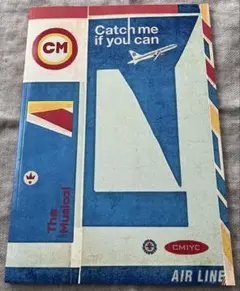 CM
Catch me
if you can
The
Musical
CMIYC
AIR LINE